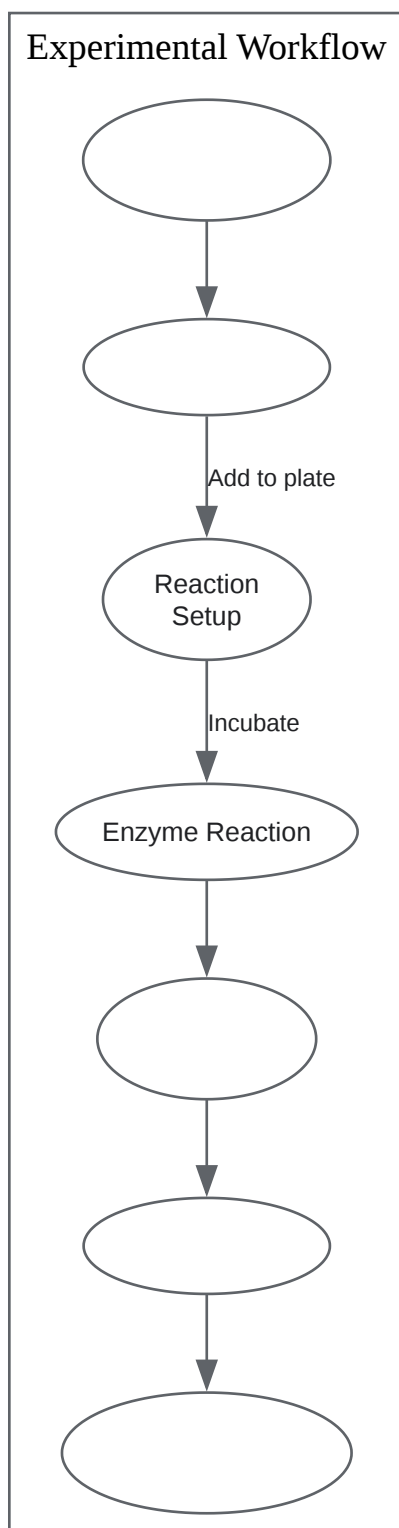 Experimental Workflow
Add to plate
Reaction
Setup
Incubate
Enzyme Reaction